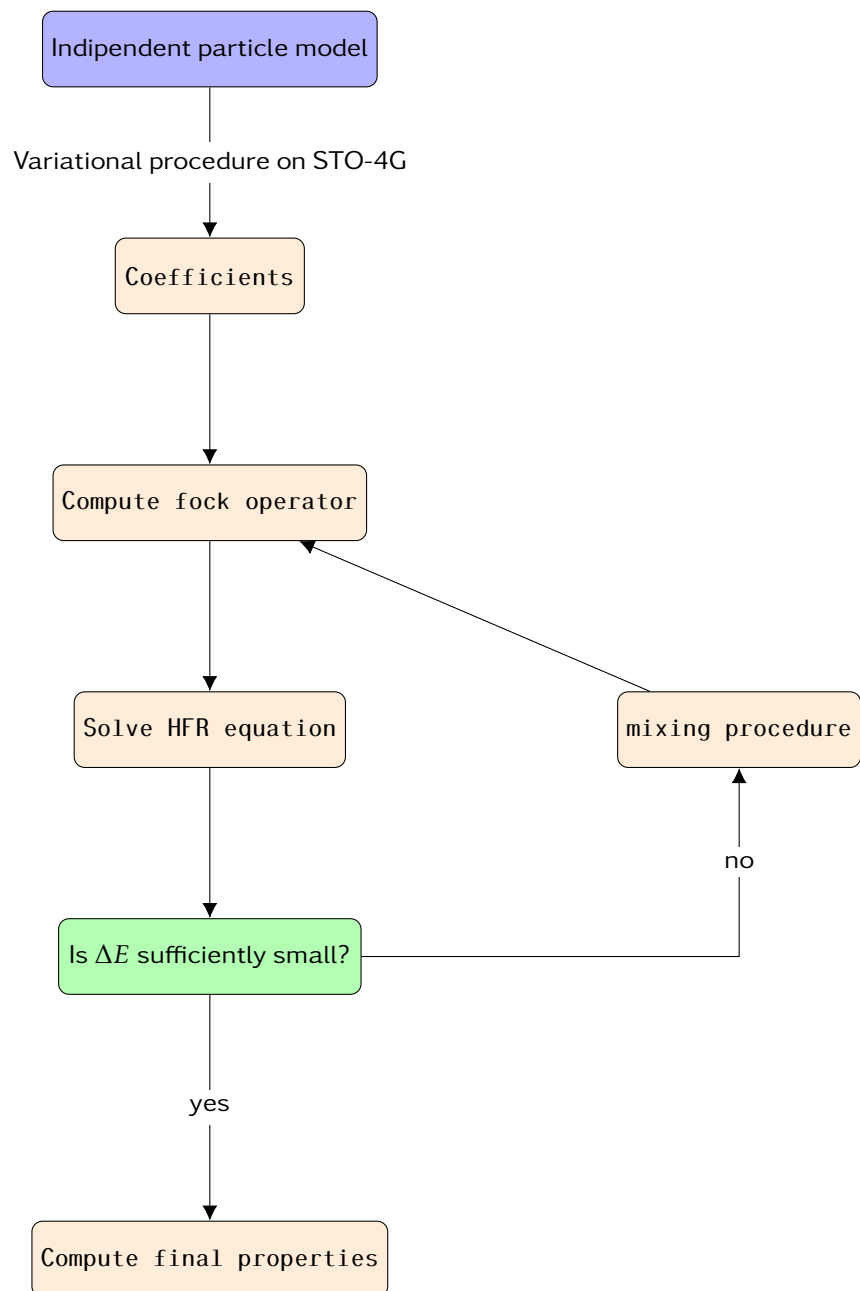 Indipendent particle model
Variational procedure on STO-4G
Coefficients
Compute fock operator
Solve HFR equation
mixing procedure
no
Is ΔE sufficiently small?
yes
Compute final properties